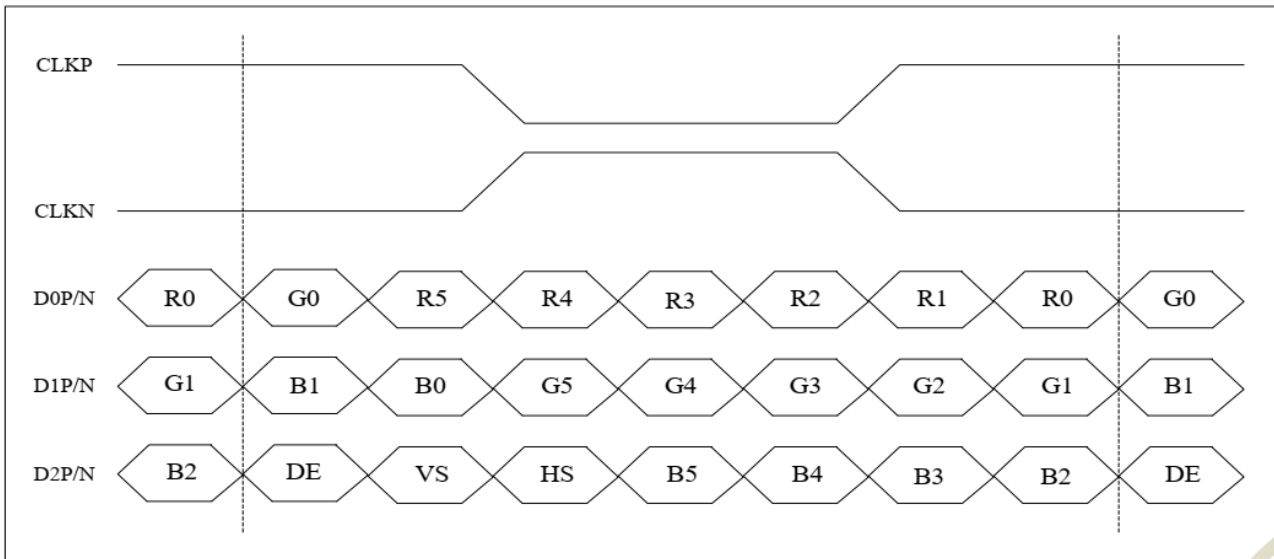 CLKP
CLKN
D0P/N R0 G0 R5 R4 R3 R2 R1 R0 G0
D1P/N G1 B1 B0 G5 G4 G3 G2 G1 B1
D2P/N B2 DE VS HS B5 B4 B3 B2 DE